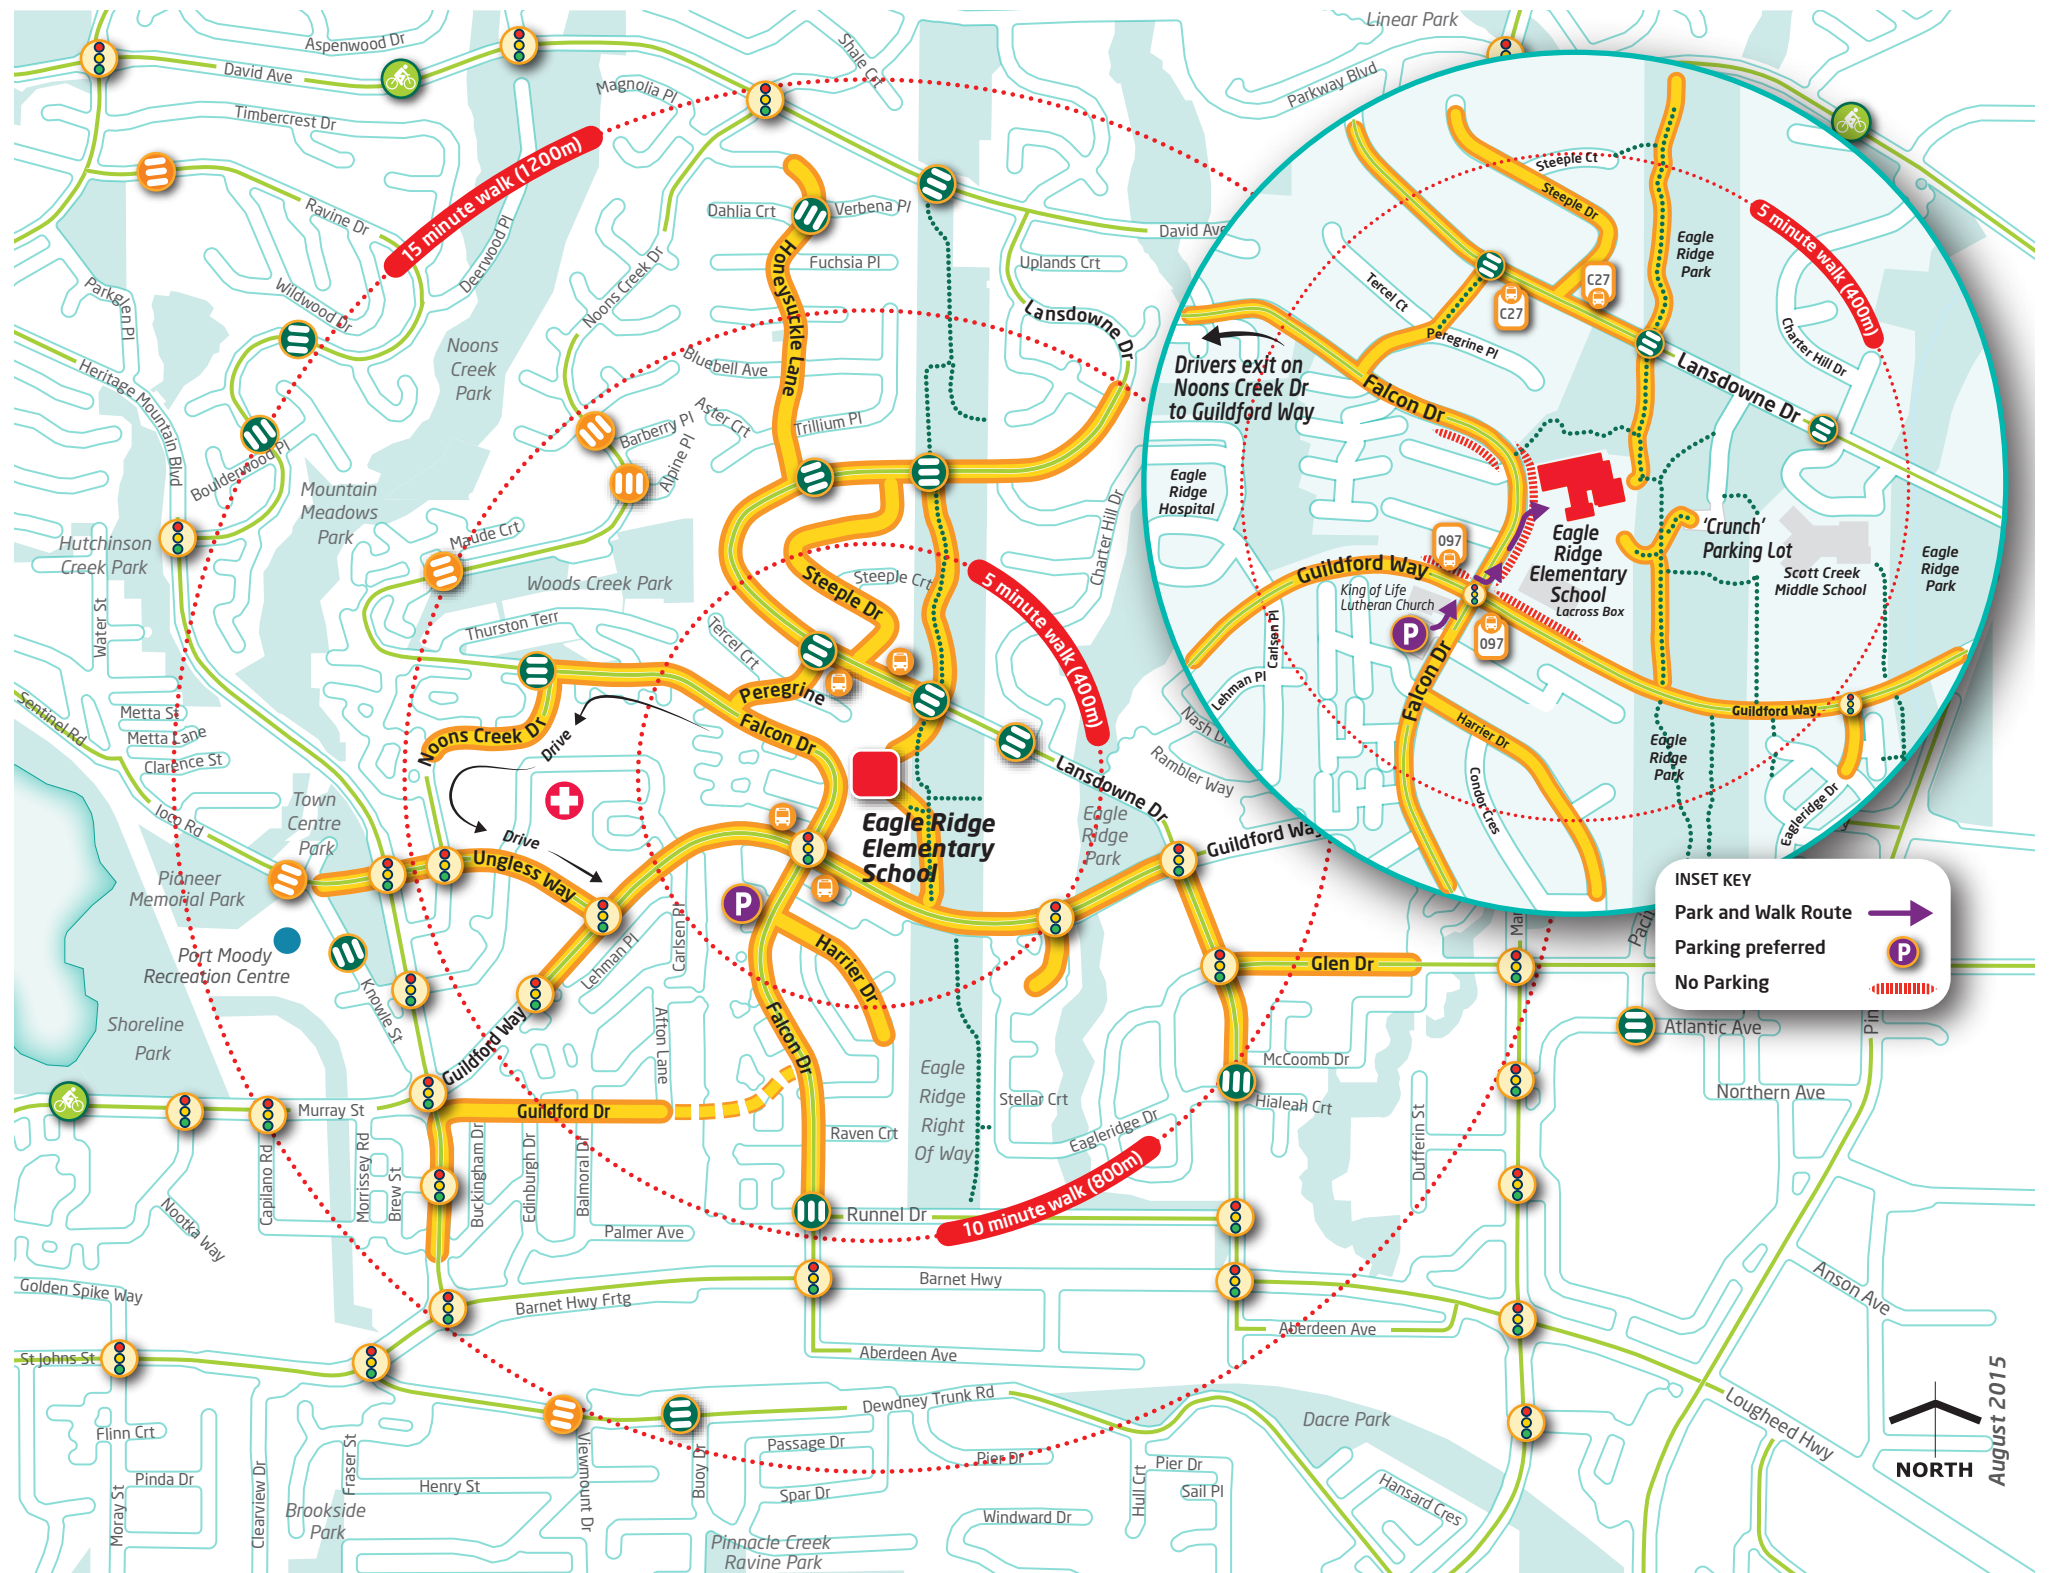 Linear Park
Aspenwood Dr
David Ave
Shale Crt
Magnolia Pl
Parkway Blvd
Timbercrest Dr
15 minute walk (1200m)
Ravine Dr
Deerwood Pl
Dahlia Crt
Verbena Pl
David Ave
Noons Creek Dr
Honeysuckle Lane
Fuchsia Pl
Uplands Crt
Parkglen Pl
Wildwood Dr
Lansdowne Dr
Noons
Creek
Park
Bluebell Ave
Heritage Mountain Blvd
Aster Crt
Trillium Pl
Barberry Pl
Alpine Pl
Boulderwood Pl
Mountain
Meadows
Park
Hutchinson
Creek Park
Maude Crt
Woods Creek Park
Charter Hill Dr
Steeple Crt
Steeple Dr
5 minute walk (400m)
Water St
Thurston Terr
Tercel Crt
Peregrine
Falcon Dr
Noons Creek Dr
Drive
Drive
Sentinel Rd
Metta St
Metta Lane
Clarence St
Ioco Rd
Nash Dr
Rambler Way
Lansdowne Dr
Town
Centre
Park
Eagle Ridge
Elementary
School
Eagle
Ridge
Park
Guildford Way
Ungless Way
P
Pioneer
Memorial Park
Port Moody
Recreation Centre
Carlsen Pl
Lehman Pl
Harrier Dr
Glen Dr
Knowle St
Shoreline
Park
Guildford Way
Afton Lane
Falcon Dr
Eagle
Ridge
Right
Of Way
Stellar Crt
McCoomb Dr
Hialeah Crt
Atlantic Ave
Northern Ave
Murray St
Guildford Dr
Raven Crt
Eagleridge Dr
10 minute walk (800m)
Dufferin St
Capilano Rd
Morrissey Rd
Brew St
Buckingham Dr
Edinburgh Dr
Balmoral Dr
Nootka Way
Palmer Ave
Runnel Dr
Golden Spike Way
Barnet Hwy Frtg
Barnet Hwy
Anson Ave
St Johns St
Aberdeen Ave
Aberdeen Ave
Dewdney Trunk Rd
Dacre Park
Lougheed Hwy
Flinn Crt
Pinda Dr
Moray St
Clearview Dr
Fraser St
Henry St
Brookside
Park
Viewmount Dr
Buoy Dr
Passage Dr
Spar Dr
Pier Dr
Pier Dr
Sail Pl
Hull Crt
Windward Dr
Hansard Cres
Pinnacle Creek
Ravine Park
NORTH
August 2015
Steeple Ct
Steeple Dr
Eagle
Ridge
Park
5 minute walk (400m)
C27
C27
Tercel Ct
Peregrine Pl
Charter Hill Dr
Drivers exit on
Noons Creek Dr
to Guildford Way
Falcon Dr
Lansdowne Dr
Eagle
Ridge
Hospital
'Crunch'
Parking Lot
Eagle
Ridge
Elementary
School
Lacross Box
Scott Creek
Middle School
Eagle
Ridge
Park
097
Guildford Way
King of Life
Lutheran Church
P
097
Carlsen Pl
Lehman Pl
Falcon Dr
Harrier Dr
Condor Cres
Guildford Way
Eagle
Ridge
Park
Eagleridge Dr
INSET KEY
Park and Walk Route
Parking preferred
P
No Parking